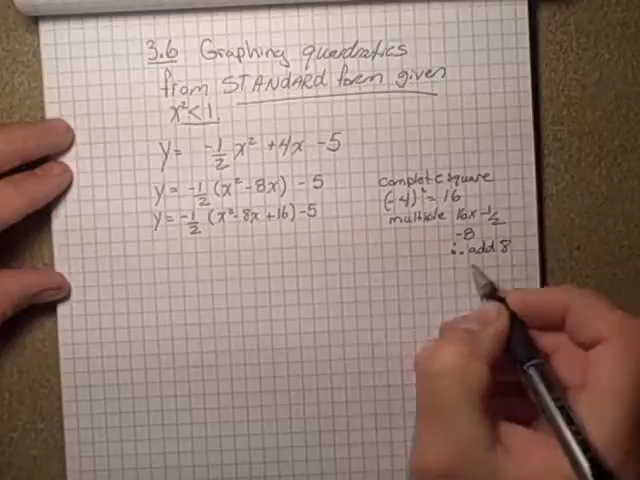 3.6 Graphing quadratics
from STANDARD form given
x² < 1
y = -1/2 x² + 4x - 5
y = -1/2 (x² - 8x) - 5
y = -1/2 (x² - 8x + 16) - 5
complete square
(-4)² = 16
multiple 16 x -1/2
-8
∴ add 8